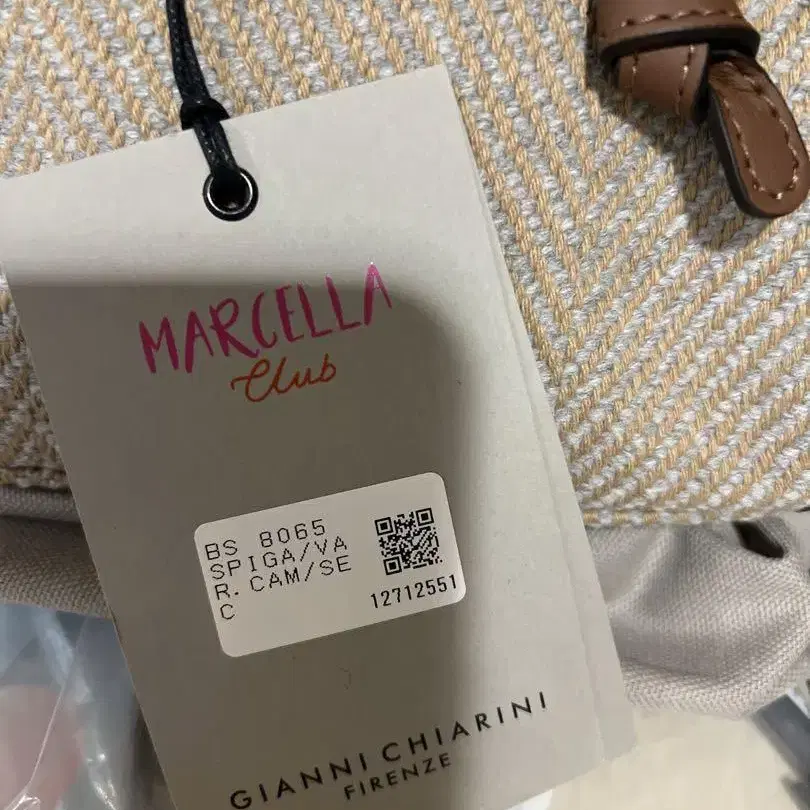 MARCELLA
Club
BS 8065
SPIGA/VA
R. CAM/SE
C
12712551
GIANNI CHIARINI
FIRENZE